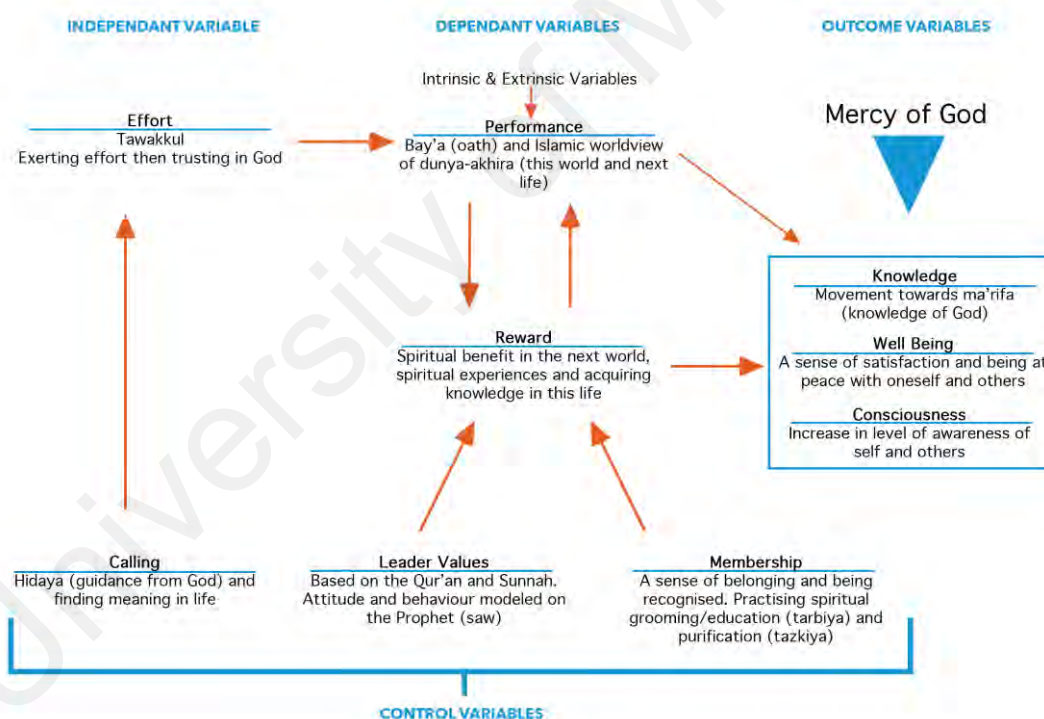 INDEPENDANT VARIABLE
DEPENDANT VARIABLES
OUTCOME VARIABLES
Intrinsic & Extrinsic Variables
Effort
Tawakkul
Exerting effort then trusting in God
Performance
Bay'a (oath) and Islamic worldview
of dunya-akhira (this world and next
life)
Mercy of God
Knowledge
Movement towards ma'rifa
(knowledge of God)
Well Being
A sense of satisfaction and being at
peace with oneself and others
Consciousness
Increase in level of awareness of
self and others
Reward
Spiritual benefit in the next world,
spiritual experiences and acquiring
knowledge in this life
Calling
Hidaya (guidance from God) and
finding meaning in life
Leader Values
Based on the Qur'an and Sunnah.
Attitude and behaviour modeled on
the Prophet (saw)
Membership
A sense of belonging and being
recognised. Practising spiritual
grooming/education (tarbiya) and
purification (tazkiya)
CONTROL VARIABLES
University of M